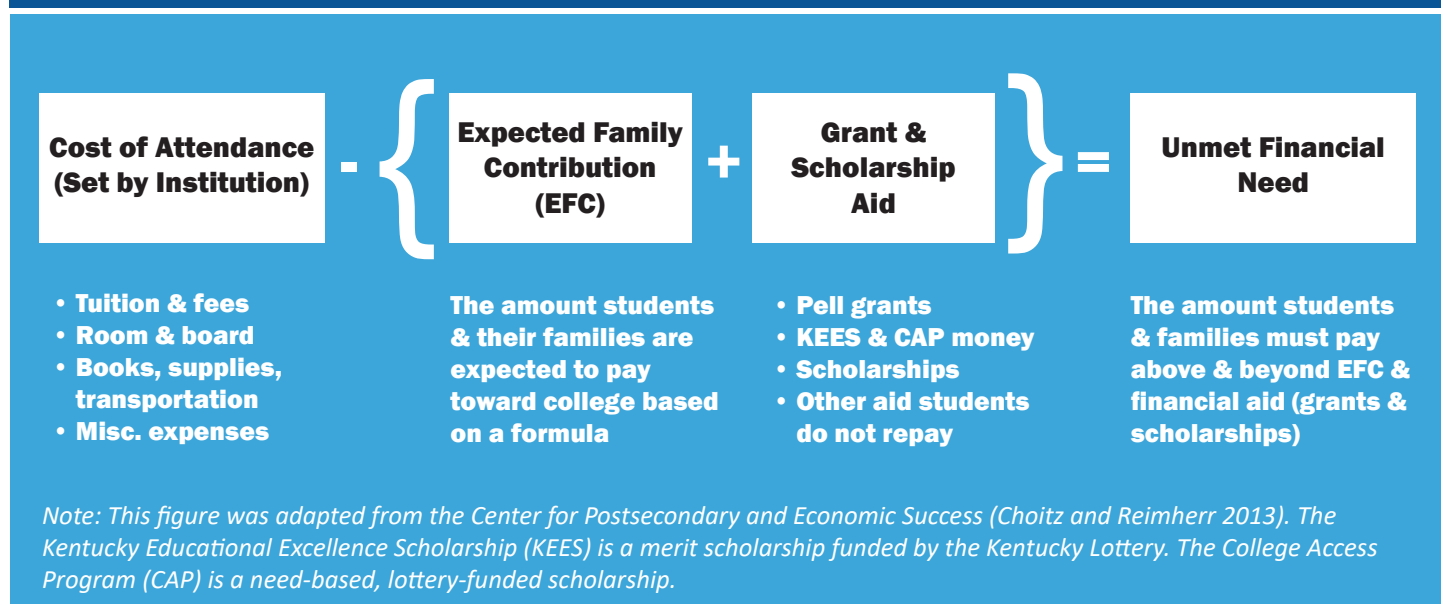 Cost of Attendance
(Set by Institution)
-
{
Expected Family
Contribution
(EFC)
+
Grant &
Scholarship
Aid
}
=
Unmet Financial
Need
• Tuition & fees
• Room & board
• Books, supplies,
transportation
• Misc. expenses
The amount students
& their families are
expected to pay
toward college based
on a formula
• Pell grants
• KEES & CAP money
• Scholarships
• Other aid students
do not repay
The amount students
& families must pay
above & beyond EFC &
financial aid (grants &
scholarships)
Note: This figure was adapted from the Center for Postsecondary and Economic Success (Choitz and Reimherr 2013). The
Kentucky Educational Excellence Scholarship (KEES) is a merit scholarship funded by the Kentucky Lottery. The College Access
Program (CAP) is a need-based, lottery-funded scholarship.